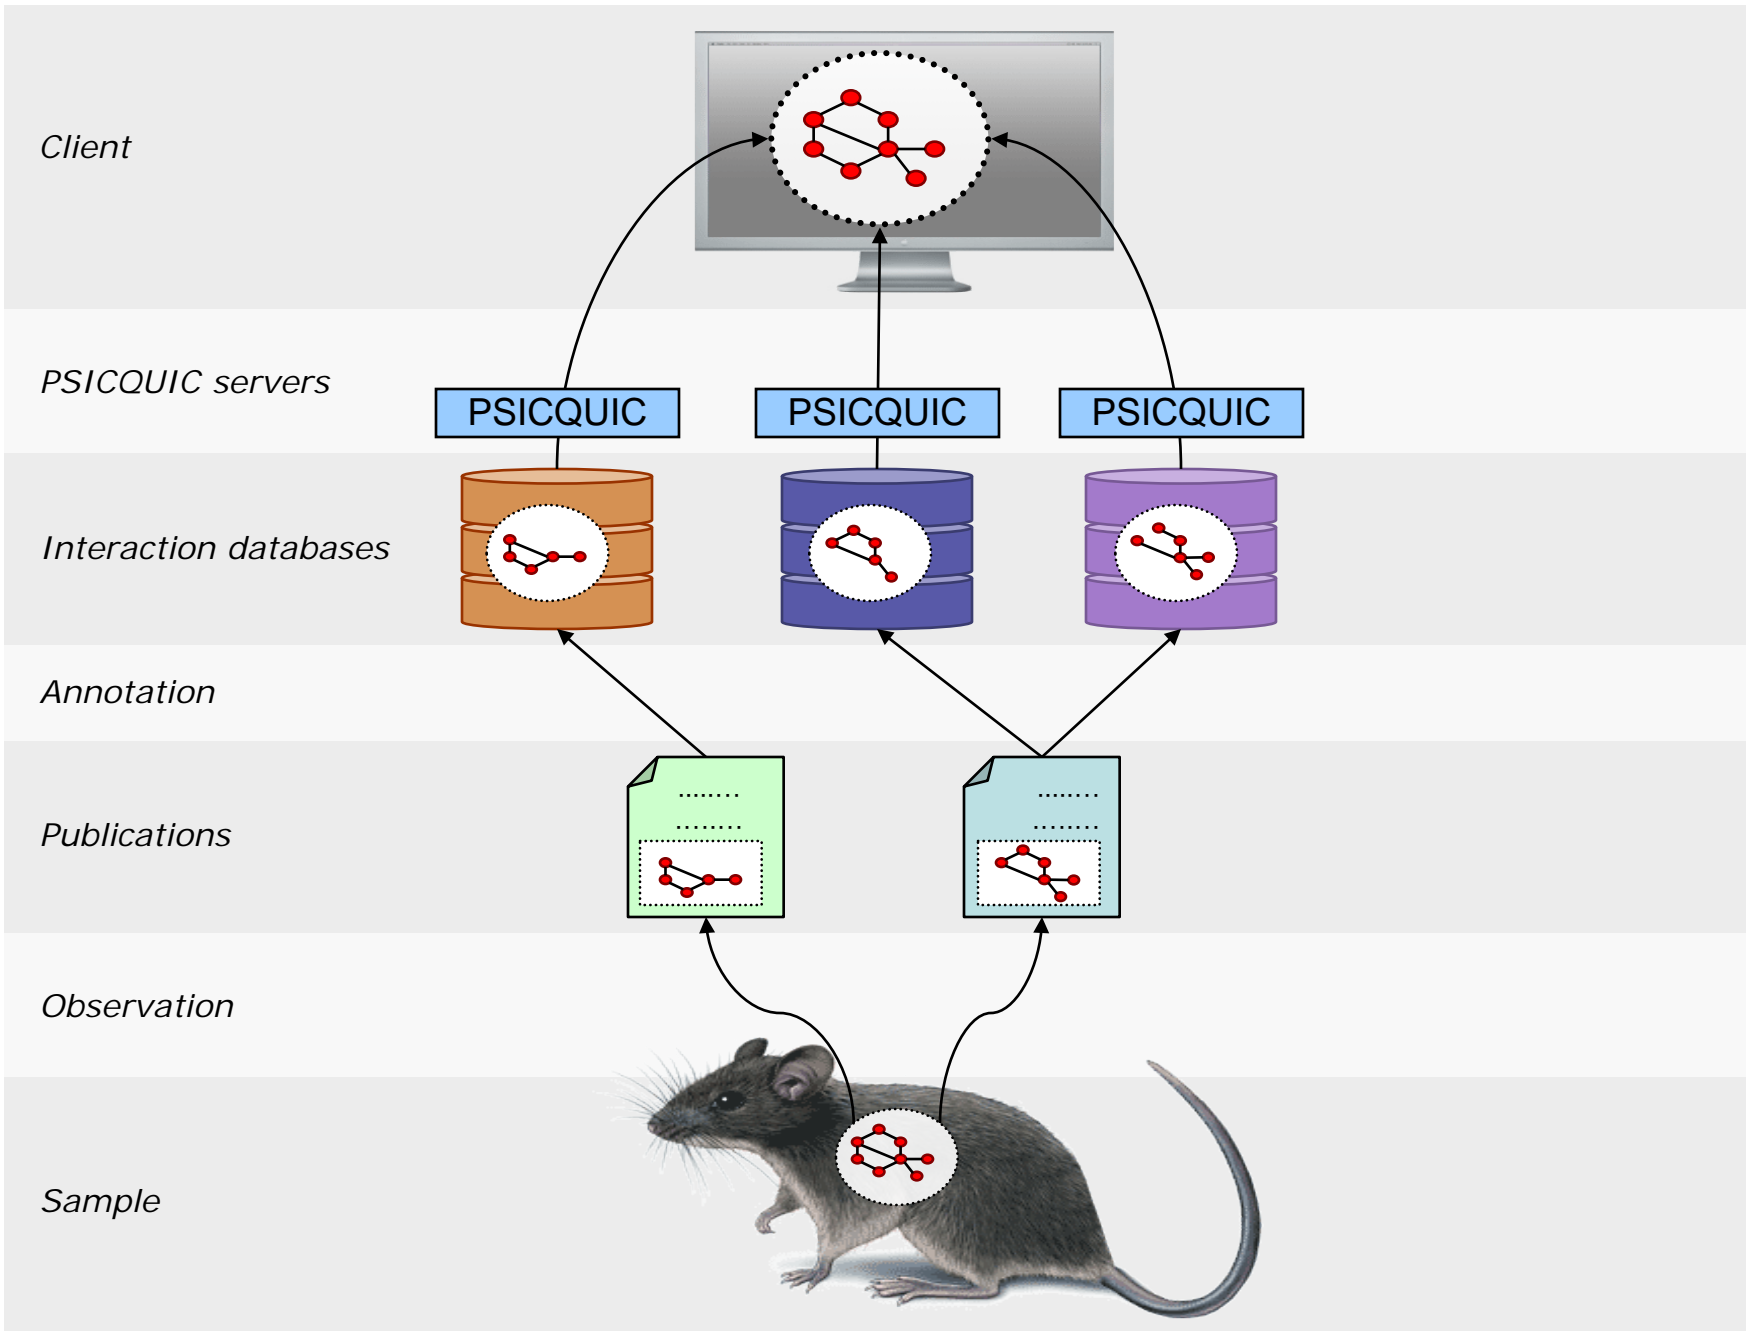 Client
PSICQUIC servers
PSICQUIC
PSICQUIC
PSICQUIC
Interaction databases
Annotation
Publications
Observation
Sample